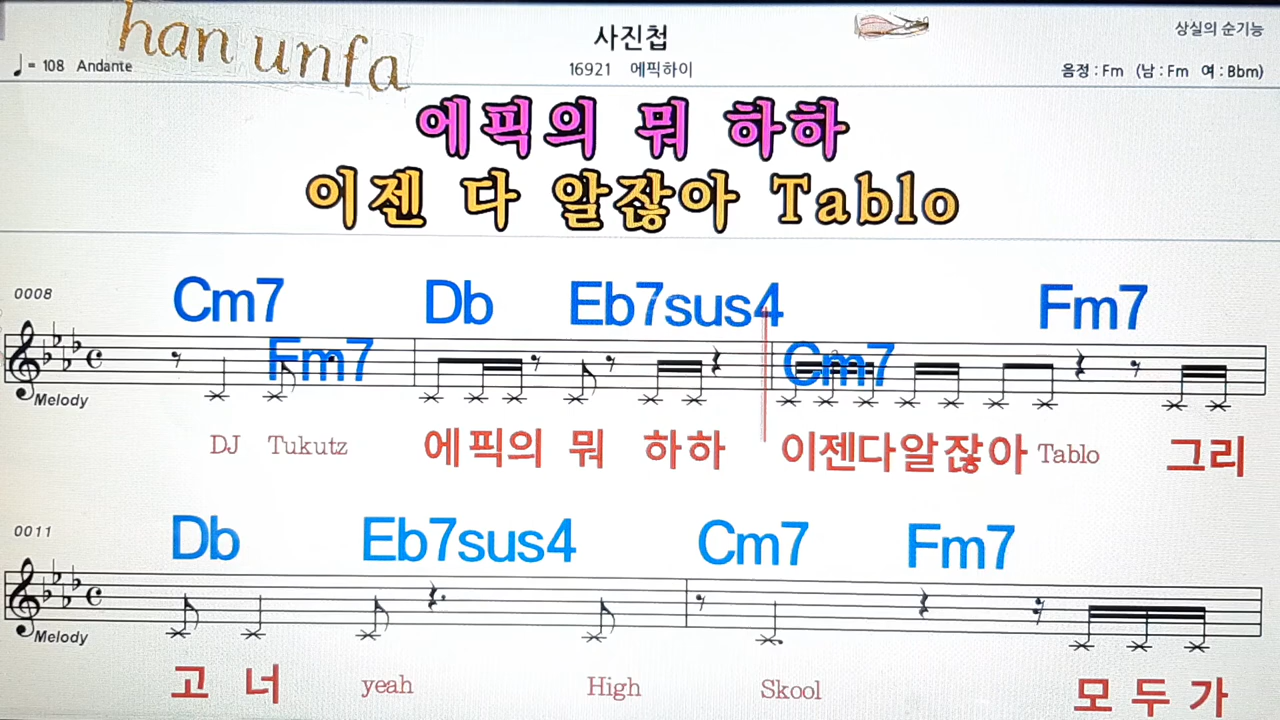 han unfa
사진첩
상실의 순기능
♩= 108 Andante
16921 에픽하이
음정 : Fm (남 : Fm 여 : Bbm)
에픽의 뭐 하하
이젠 다 알잖아 Tablo
0008
Cm7 Fm7 Db Eb7sus4 Cm7 Fm7
Melody
DJ Tukutz 에픽의 뭐 하하 이젠다알잖아 Tablo 그리
0011
Db Eb7sus4 Cm7 Fm7
Melody
고 너 yeah High Skool 모두가